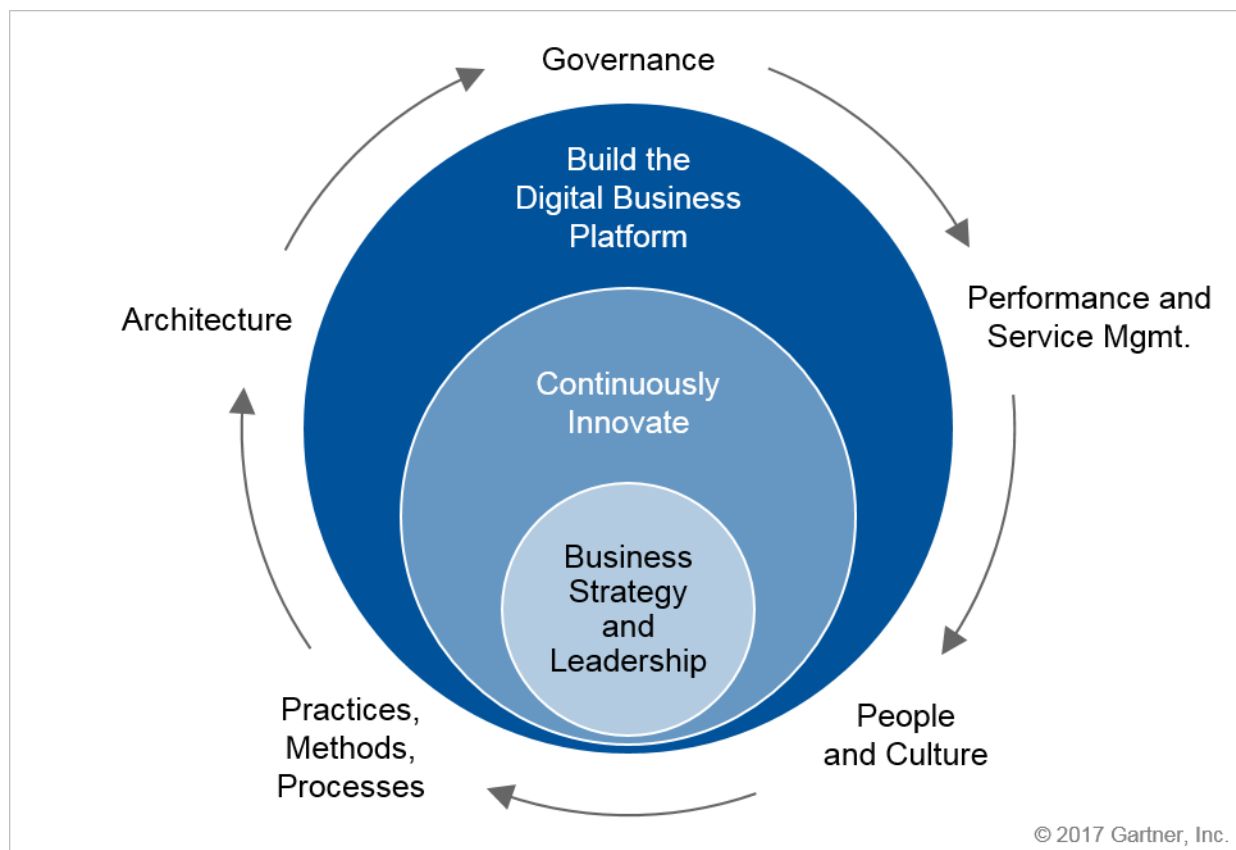 Governance
Build the
Digital Business
Platform
Architecture
Performance and
Service Mgmt.
Continuously
Innovate
Business
Strategy
and
Leadership
Practices,
Methods,
Processes
People
and Culture
© 2017 Gartner, Inc.